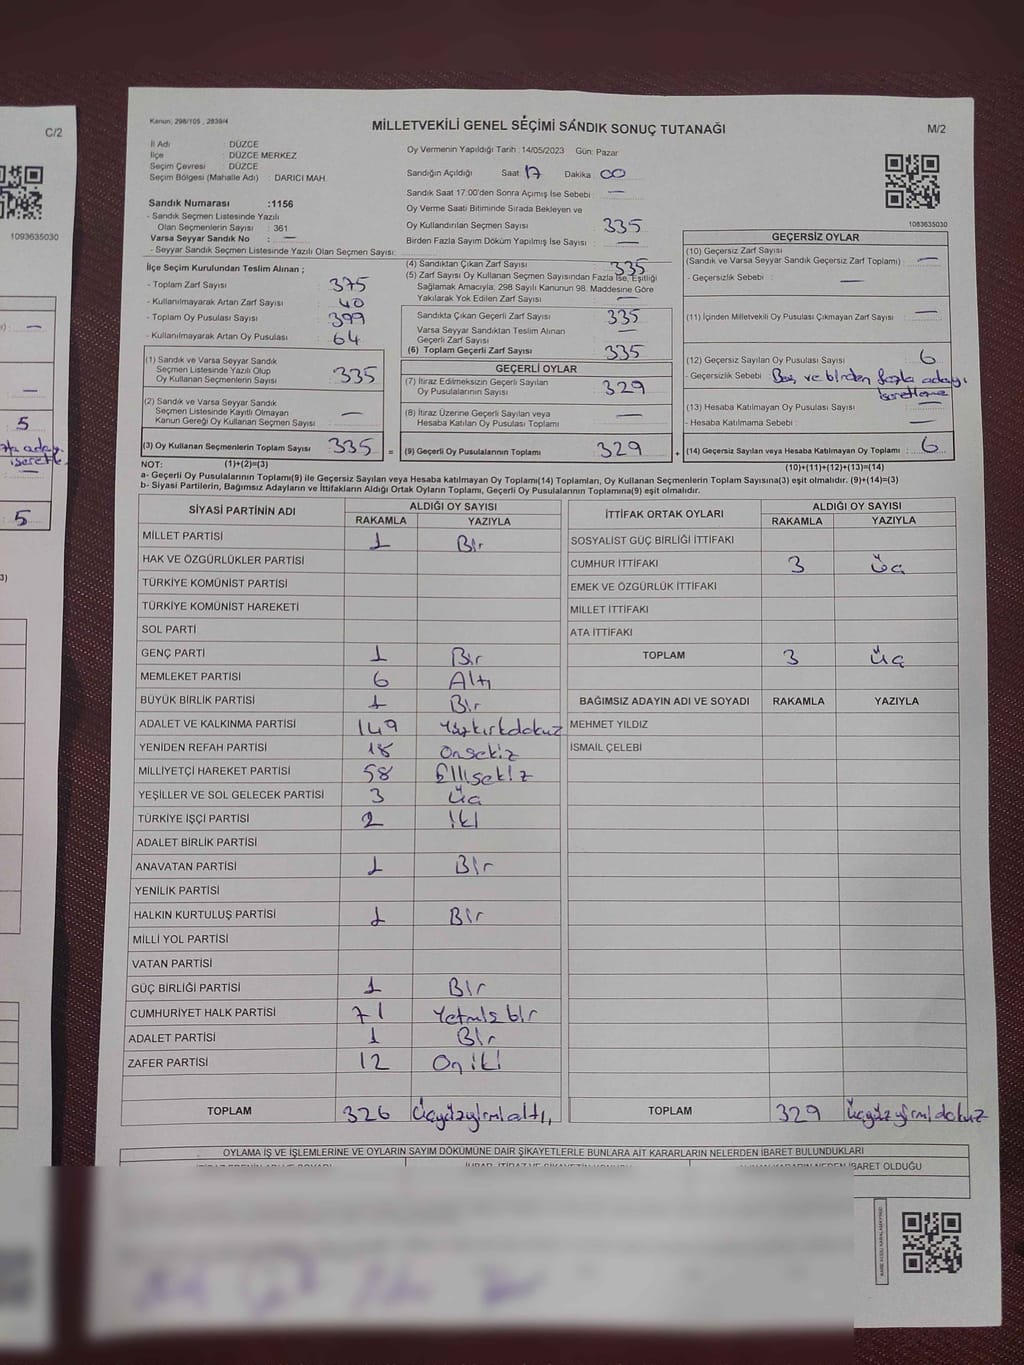 C/2
1093635030
5
5
Kanun; 298/105 , 2839/4
MİLLETVEKİLİ GENEL SEÇİMİ SANDIK SONUÇ TUTANAĞI
M/2
İl Adı : DÜZCE
İlçe : DÜZCE MERKEZ
Seçim Çevresi : DÜZCE
Seçim Bölgesi (Mahalle Adı) : DARICI MAH.
Sandık Numarası :1156
- Sandık Seçmen Listesinde Yazılı
Olan Seçmenlerin Sayısı : 361
Varsa Seyyar Sandık No : —
- Seyyar Sandık Seçmen Listesinde Yazılı Olan Seçmen Sayısı:
Oy Vermenin Yapıldığı Tarih : 14/05/2023 Gün: Pazar
Sandığın Açıldığı Saat 17 Dakika 00
Sandık Saat 17.00'den Sonra Açımış İse Sebebi : —
Oy Verme Saati Bitiminde Sırada Bekleyen ve
Oy Kullandırılan Seçmen Sayısı : 335
Birden Fazla Sayım Döküm Yapılmış İse Sayısı : —
1083635030
İlçe Seçim Kurulundan Teslim Alınan ;
- Toplam Zarf Sayısı : 375
- Kullanılmayarak Artan Zarf Sayısı : 40
- Toplam Oy Pusulası Sayısı : 399
- Kullanılmayarak Artan Oy Pusulası : 64
(1) Sandık ve Varsa Seyyar Sandık
Seçmen Listesinde Yazılı Olup
Oy Kullanan Seçmenlerin Sayısı : 335
(2) Sandık ve Varsa Seyyar Sandık
Seçmen Listesinde Kayıtlı Olmayan
Kanun Gereği Oy Kullanan Seçmen Sayısı : —
(3) Oy Kullanan Seçmenlerin Toplam Sayısı : 335 =
(4) Sandıktan Çıkan Zarf Sayısı : 335
(5) Zarf Sayısı Oy Kullanan Seçmen Sayısından Fazla İse, Eşitliği
Sağlamak Amacıyla, 298 Sayılı Kanunun 98. Maddesine Göre
Yakılarak Yok Edilen Zarf Sayısı : —
Sandıkta Çıkan Geçerli Zarf Sayısı : 335
Varsa Seyyar Sandıktan Teslim Alınan
Geçerli Zarf Sayısı : —
(6) Toplam Geçerli Zarf Sayısı : 335
GEÇERLİ OYLAR
(7) İtiraz Edilmeksizin Geçerli Sayılan
Oy Pusulalarının Sayısı : 329
(8) İtiraz Üzerine Geçerli Sayılan veya
Hesaba Katılan Oy Pusulası Toplamı : —
(9) Geçerli Oy Pusulalarının Toplamı : 329 +
GEÇERSİZ OYLAR
(10) Geçersiz Zarf Sayısı
(Sandık ve Varsa Seyyar Sandık Geçersiz Zarf Toplamı) : —
- Geçersizlik Sebebi : —
(11) İçinden Milletvekili Oy Pusulası Çıkmayan Zarf Sayısı : —
(12) Geçersiz Sayılan Oy Pusulası Sayısı : 6
- Geçersizlik Sebebi : Boş ve birden fazla adayı
işaretleme
(13) Hesaba Katılmayan Oy Pusulası Sayısı : —
- Hesaba Katılmama Sebebi : —
(14) Geçersiz Sayılan veya Hesaba Katılmayan Oy Toplamı : 6
NOT: (1)+(2)=(3) (10)+(11)+(12)+(13)=(14)
a- Geçerli Oy Pusulalarının Toplamı(9) ile Geçersiz Sayılan veya Hesaba katılmayan Oy Toplamı(14) Toplamları, Oy Kullanan Seçmenlerin Toplam Sayısına(3) eşit olmalıdır. (9)+(14)=(3)
b- Siyasi Partilerin, Bağımsız Adayların ve İttifakların Aldığı Ortak Oyların Toplamı, Geçerli Oy Pusulalarının Toplamına(9) eşit olmalıdır.
SİYASİ PARTİNİN ADI ALDIĞI OY SAYISI
RAKAMLA YAZIYLA
MİLLET PARTİSİ 1 Bir
HAK VE ÖZGÜRLÜKLER PARTİSİ
TÜRKİYE KOMÜNİST PARTİSİ
TÜRKİYE KOMÜNİST HAREKETİ
SOL PARTİ
GENÇ PARTİ 1 Bir
MEMLEKET PARTİSİ 6 Altı
BÜYÜK BİRLİK PARTİSİ 1 Bir
ADALET VE KALKINMA PARTİSİ 149 Yüzkırkdokuz
YENİDEN REFAH PARTİSİ 18 Onsekiz
MİLLİYETÇİ HAREKET PARTİSİ 58 Ellisekiz
YEŞİLLER VE SOL GELECEK PARTİSİ 3 Üç
TÜRKİYE İŞÇİ PARTİSİ 2 İki
ADALET BİRLİK PARTİSİ
ANAVATAN PARTİSİ 1 Bir
YENİLİK PARTİSİ
HALKIN KURTULUŞ PARTİSİ 1 Bir
MİLLİ YOL PARTİSİ
VATAN PARTİSİ
GÜÇ BİRLİĞİ PARTİSİ 1 Bir
CUMHURİYET HALK PARTİSİ 71 Yetmişbir
ADALET PARTİSİ 1 Bir
ZAFER PARTİSİ 12 Oniki
TOPLAM 326 Üçyüzyirmialtı,
İTTİFAK ORTAK OYLARI ALDIĞI OY SAYISI
RAKAMLA YAZIYLA
SOSYALİST GÜÇ BİRLİĞİ İTTİFAKI
CUMHUR İTTİFAKI 3 Üç
EMEK VE ÖZGÜRLÜK İTTİFAKI
MİLLET İTTİFAKI
ATA İTTİFAKI
TOPLAM 3 Üç
BAĞIMSIZ ADAYIN ADI VE SOYADI RAKAMLA YAZIYLA
MEHMET YILDIZ
İSMAİL ÇELEBİ
TOPLAM 329 Üçyüzyirmidokuz
OYLAMA İŞ VE İŞLEMLERİNE VE OYLARIN SAYIM DÖKÜMÜNE DAİR ŞİKAYETLERLE BUNLARA AİT KARARLARIN NELERDEN İBARET BULUNDUKLARI
İBARET OLDUĞU